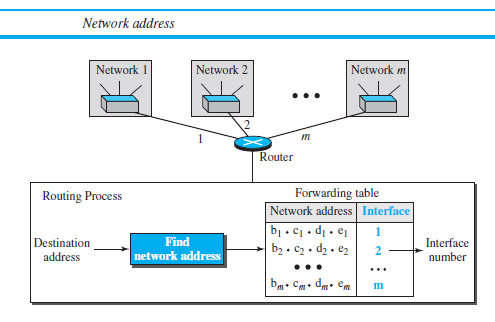 Network address
Network 1 Network 2 Network m
• • •
1 2 m
Router
Routing Process
Forwarding table
Network address Interface
b₁ • c₁ • d₁ • e₁ 1
b₂ • c₂ • d₂ • e₂ 2
• • • • • •
bₘ • cₘ • dₘ • eₘ m
Destination address
Find network address
Interface number